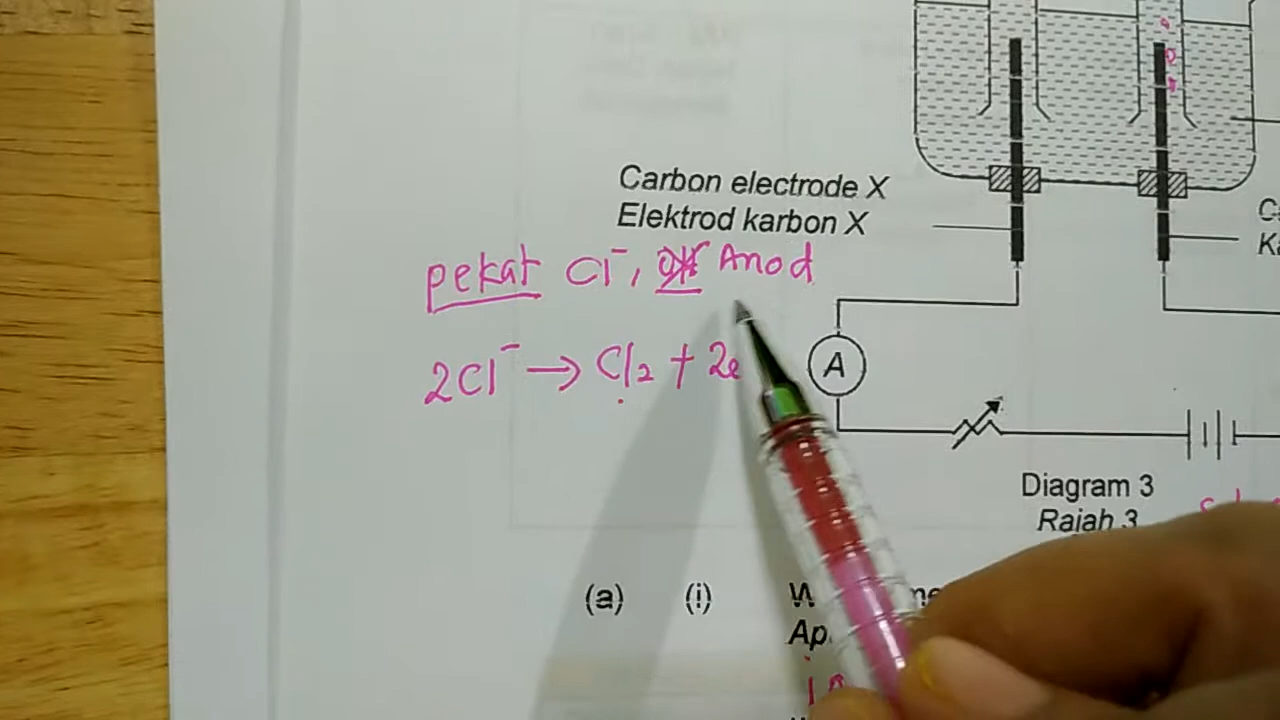 Carbon electrode X
Elektrod karbon X
pekat Cl⁻, Anod
2Cl⁻ → Cl₂ + 2e
A
Diagram 3
Rajah 3
(a) (i)